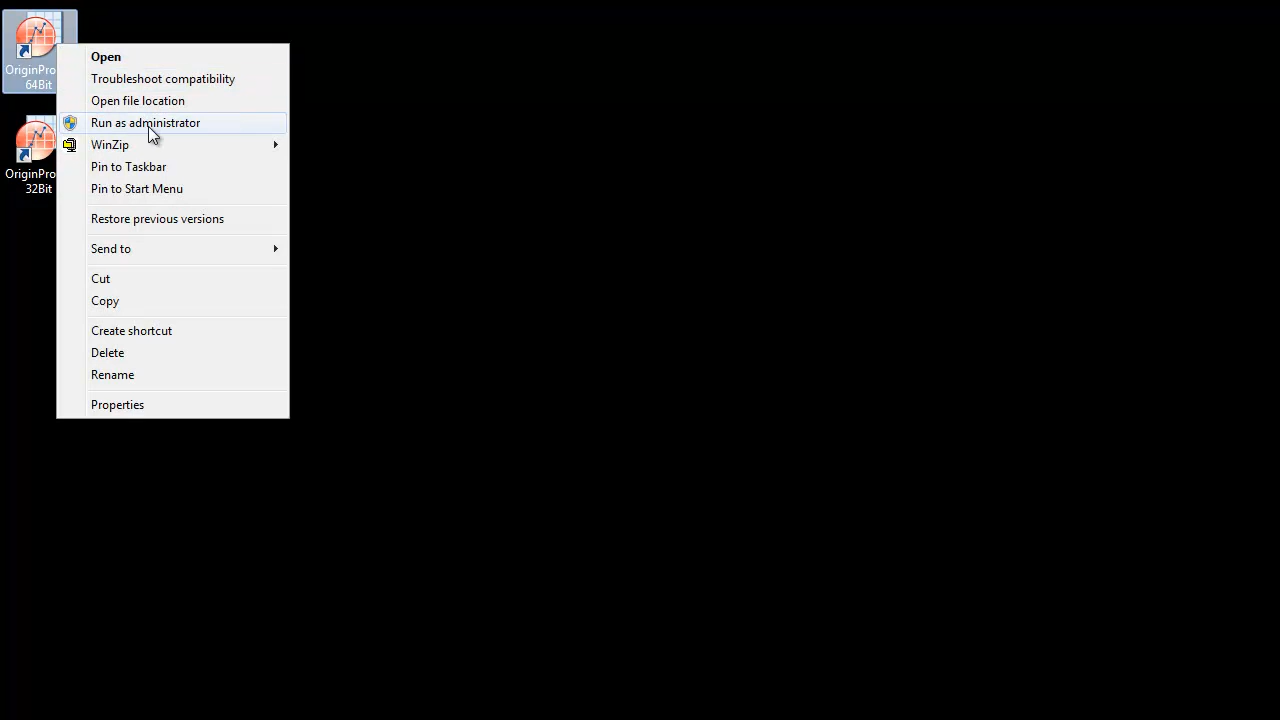 OriginPro
64Bit
OriginPro
32Bit
Open
Troubleshoot compatibility
Open file location
Run as administrator
WinZip
Pin to Taskbar
Pin to Start Menu
Restore previous versions
Send to
Cut
Copy
Create shortcut
Delete
Rename
Properties